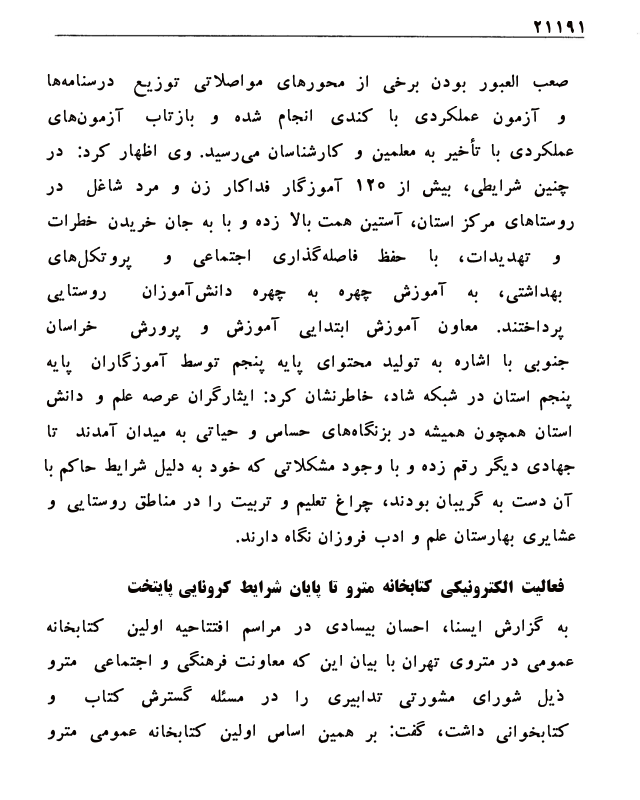 ۲۱۱۹۱
صعب العبور بودن برخی از محورهای مواصلاتی توزیع درسنامه‌ها
و آزمون عملکردی با کندی انجام شده و بازتاب آزمون‌های
عملکردی با تأخیر به معلمین و کارشناسان می‌رسید. وی اظهار کرد: در
چنین شرایطی، بیش از ۱۲۰ آموزگار فداکار زن و مرد شاغل در
روستاهای مرکز استان، آستین همت بالا زده و با به جان خریدن خطرات
و تهدیدات، با حفظ فاصله‌گذاری اجتماعی و پروتکل‌های
بهداشتی، به آموزش چهره به چهره دانش‌آموزان روستایی
پرداختند. معاون آموزش ابتدایی آموزش و پرورش خراسان
جنوبی با اشاره به تولید محتوای پایه پنجم توسط آموزگاران پایه
پنجم استان در شبکه شاد، خاطرنشان کرد: ایثارگران عرصه علم و دانش
استان همچون همیشه در بزنگاه‌های حساس و حیاتی به میدان آمدند تا
جهادی دیگر رقم زده و با وجود مشکلاتی که خود به دلیل شرایط حاکم با
آن دست به گریبان بودند، چراغ تعلیم و تربیت را در مناطق روستایی و
عشایری بهارستان علم و ادب فروزان نگاه دارند.
فعالیت الکترونیکی کتابخانه مترو تا پایان شرایط کرونایی پایتخت
به گزارش ایسنا، احسان بیسادی در مراسم افتتاحیه اولین کتابخانه
عمومی در متروی تهران با بیان این که معاونت فرهنگی و اجتماعی مترو
ذیل شورای مشورتی تدابیری را در مسئله گسترش کتاب و
کتابخوانی داشت، گفت: بر همین اساس اولین کتابخانه عمومی مترو